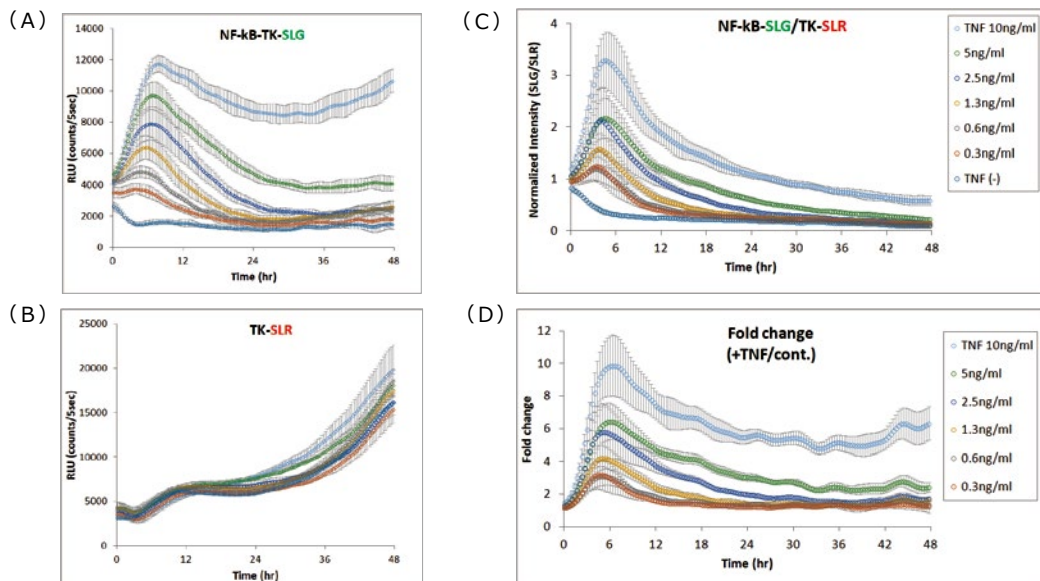 (A)
NF-kB-TK-SLG
RLU (counts/5sec)
14000
12000
10000
8000
6000
4000
2000
0
0 12 24 36 48
Time (hr)
(B)
TK-SLR
RLU (counts/5sec)
25000
20000
15000
10000
5000
0
0 12 24 36 48
Time (hr)
(C)
NF-kB-SLG/TK-SLR
Normalized Intensity (SLG/SLR)
4
3
2
1
0
0 6 12 18 24 30 36 42 48
Time (hr)
TNF 10ng/ml
5ng/ml
2.5ng/ml
1.3ng/ml
0.6ng/ml
0.3ng/ml
TNF (-)
(D)
Fold change
(+TNF/cont.)
Fold change
12
10
8
6
4
2
0
0 6 12 18 24 30 36 42 48
Time (hr)
TNF 10ng/ml
5ng/ml
2.5ng/ml
1.3ng/ml
0.6ng/ml
0.3ng/ml